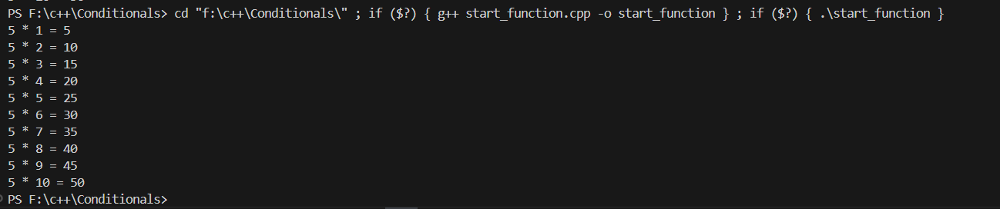 PS F:\c++\Conditionals> cd "f:\c++\Conditionals\" ; if ($?) { g++ start_function.cpp -o start_function } ; if ($?) { .\start_function }
5 * 1 = 5
5 * 2 = 10
5 * 3 = 15
5 * 4 = 20
5 * 5 = 25
5 * 6 = 30
5 * 7 = 35
5 * 8 = 40
5 * 9 = 45
5 * 10 = 50
PS F:\c++\Conditionals>